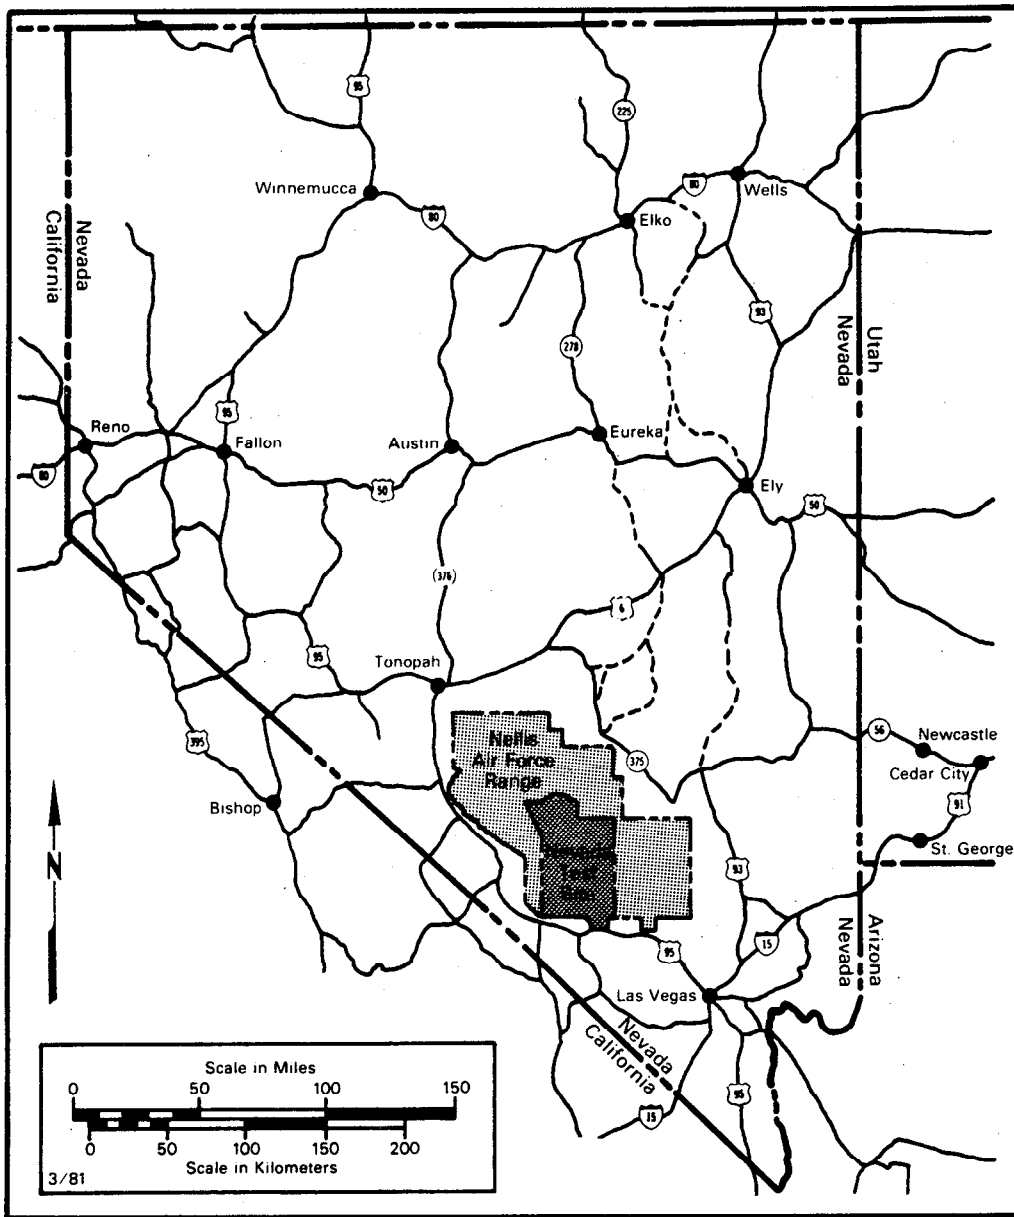 95
225
Winnemucca
80
Wells
80
Elko
Nevada
California
93
278
Utah
Nevada
95
Reno
Fallon
Austin
Eureka
80
50
Ely
50
376
6
95
Tonopah
395
Nellis
Air Force
Range
375
56
Newcastle
Cedar City
91
Bishop
St. George
N
93
Test
Site
Arizona
Nevada
95
15
Las Vegas
Nevada
California
95
15
Scale in Miles
0 50 100 150
0 50 100 150 200
Scale in Kilometers
3/81